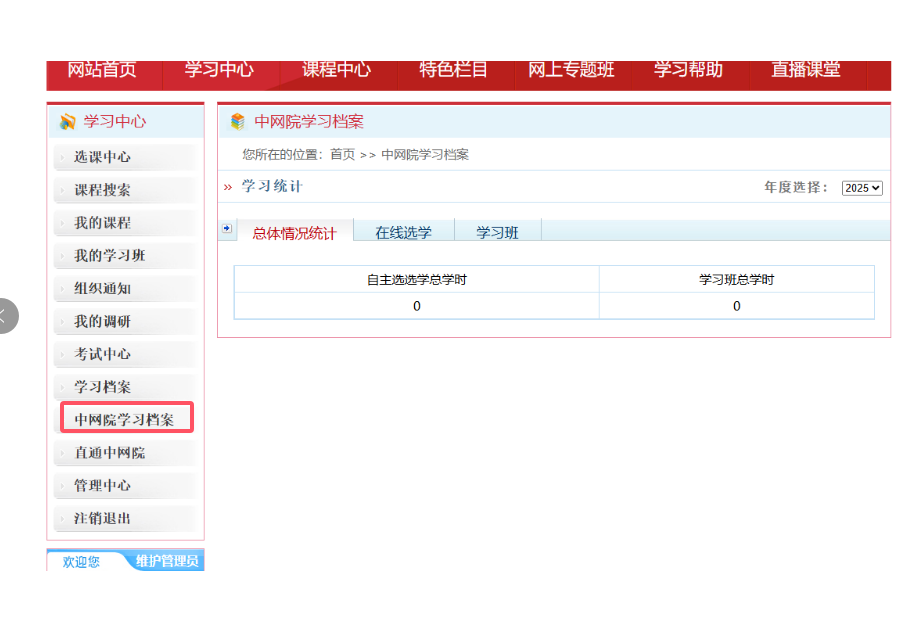 网站首页 学习中心 课程中心 特色栏目 网上专题班 学习帮助 直播课堂
学习中心
选课中心
课程搜索
我的课程
我的学习班
组织通知
我的调研
考试中心
学习档案
中网院学习档案
直通中网院
管理中心
注销退出
欢迎您 维护管理员
中网院学习档案
您所在的位置：首页 >> 中网院学习档案
» 学习统计 年度选择： 2025
总体情况统计 在线选学 学习班
自主选选学总学时 学习班总学时
0 0